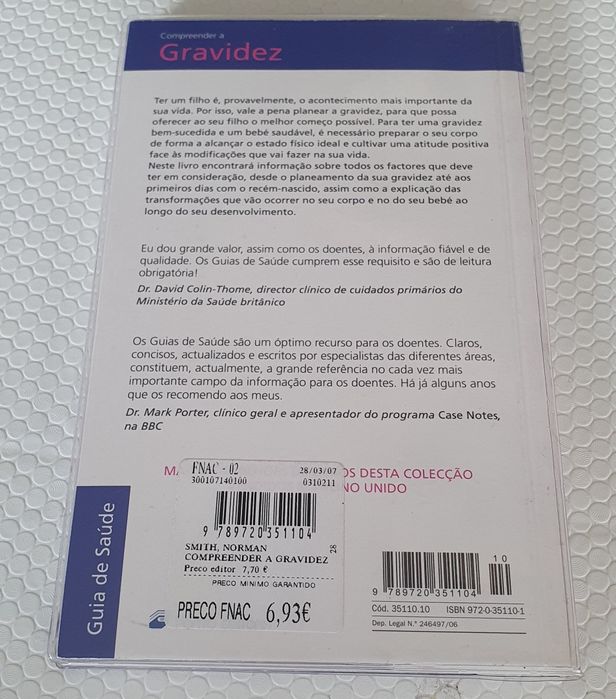 Compreender a
Gravidez
Ter um filho é, provavelmente, o acontecimento mais importante da
sua vida. Por isso, vale a pena planear a gravidez, para que possa
oferecer ao seu filho o melhor começo possível. Para ter uma gravidez
bem-sucedida e um bebé saudável, é necessário preparar o seu corpo
de forma a alcançar o estado físico ideal e cultivar uma atitude positiva
face às modificações que vai fazer na sua vida.
Neste livro encontrará informação sobre todos os factores que deve
ter em consideração, desde o planeamento da sua gravidez até aos
primeiros dias com o recém-nascido, assim como a explicação das
transformações que vão ocorrer no seu corpo e no do seu bebé ao
longo do seu desenvolvimento.
Eu dou grande valor, assim como os doentes, à informação fiável e de
qualidade. Os Guias de Saúde cumprem esse requisito e são de leitura
obrigatória!
Dr. David Colin-Thome, director clínico de cuidados primários do
Ministério da Saúde britânico
Os Guias de Saúde são um óptimo recurso para os doentes. Claros,
concisos, actualizados e escritos por especialistas das diferentes áreas,
constituem, actualmente, a grande referência no cada vez mais
importante campo da informação para os doentes. Há já alguns anos
que os recomendo aos meus.
Dr. Mark Porter, clínico geral e apresentador do programa Case Notes,
na BBC
OS DESTA COLECÇÃO
NO UNIDO
FNAC - 02 28/03/07
300107140100 0310211
9 789720 351104
28
SMITH, NORMAN
COMPREENDER A GRAVIDEZ
Preco editor 7,70 €
PRECO MINIMO GARANTIDO
PRECO FNAC 6,93€
Guia de Saúde
1 0
9 789720 351104
Cód. 35110.10 ISBN 972-0-35110-1
Dep. Legal N.º 246497/06